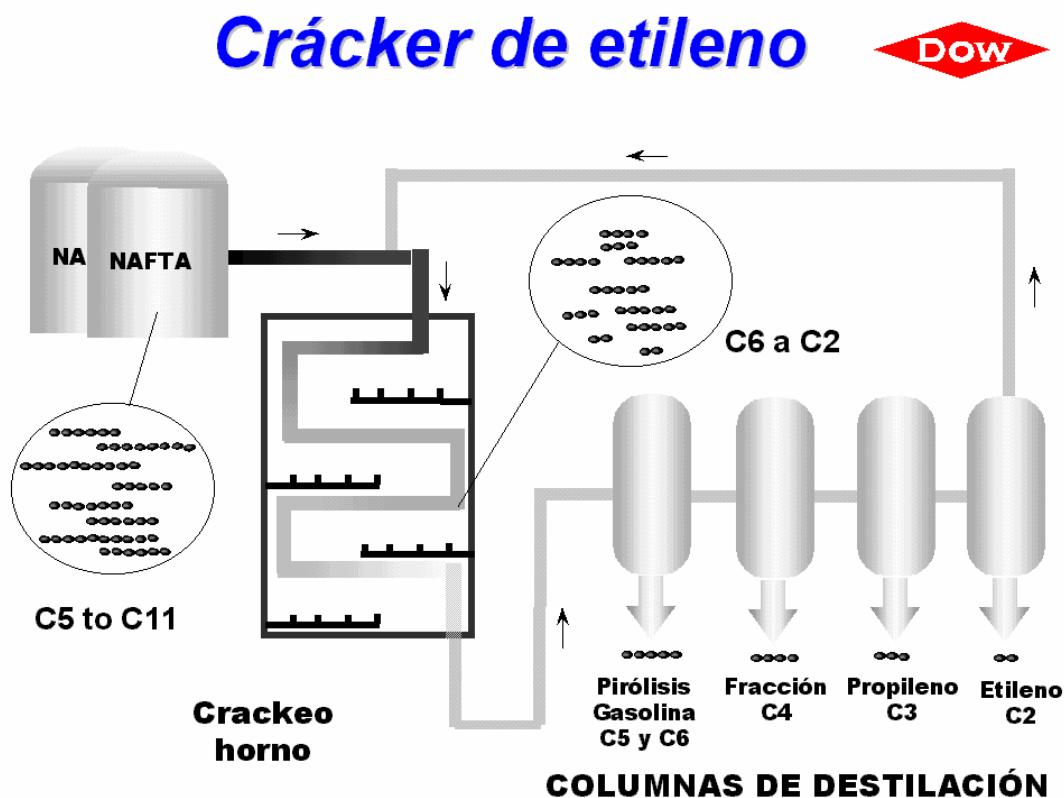 Crácker de etileno
Dow
NA
NAFTA
C6 a C2
C5 to C11
Crackeo
horno
Pirólisis
Gasolina
C5 y C6
Fracción
C4
Propileno
C3
Etileno
C2
COLUMNAS DE DESTILACIÓN